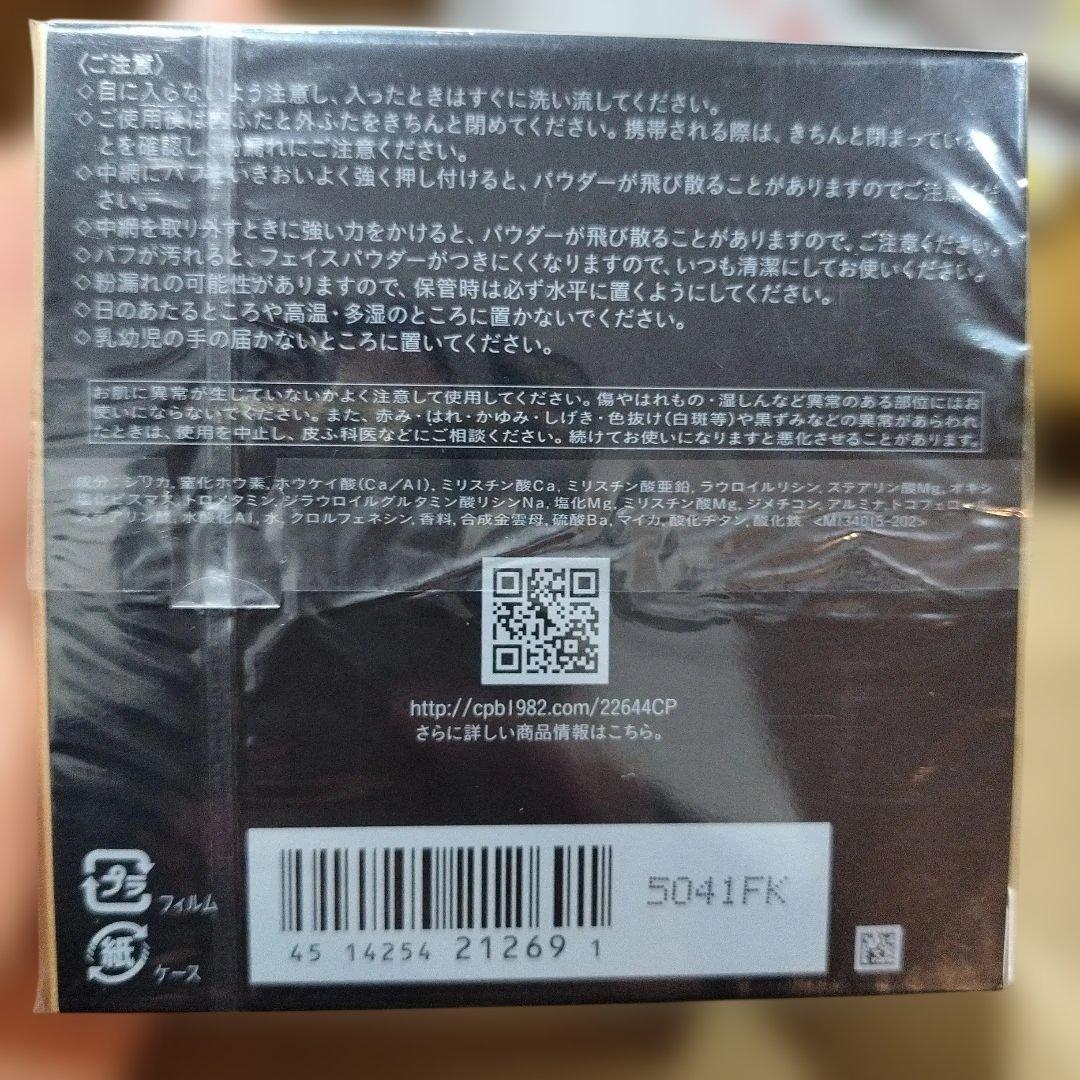 〈ご注意〉
◇目に入らないよう注意し、入ったときはすぐに洗い流してください。
◇ご使用後は内ぶたと外ふたをきちんと閉めてください。携帯される際は、きちんと閉まっている
とを確認し、粉漏れにご注意ください。
◇中網にパフをいきおいよく強く押し付けると、パウダーが飛び散ることがありますのでご注意くだ
さい。
◇中網を取り外すときに強い力をかけると、パウダーが飛び散ることがありますので、ご注意ください。
◇パフが汚れると、フェイスパウダーがつきにくくなりますので、いつも清潔にしてお使いください。
◇粉漏れの可能性がありますので、保管時は必ず水平に置くようにしてください。
◇日のあたるところや高温・多湿のところに置かないでください。
◇乳幼児の手の届かないところに置いてください。
お肌に異常が生じていないかよく注意して使用してください。傷やはれもの・湿しんなど異常のある部位にはお
使いにならないでください。また、赤み・はれ・かゆみ・しげき・色抜け(白斑等)や黒ずみなどの異常があらわれ
たときは、使用を中止し、皮ふ科医などにご相談ください。続けてお使いになりますと悪化させることがあります。
成分:シリカ, 窒化ホウ素, ホウケイ酸(Ca/Al), ミリスチン酸Ca, ミリスチン酸亜鉛, ラウロイルリシン, ステアリン酸Mg, オキシ
塩化ビスマス, トロメタミン, ジラウロイルグルタミン酸リシンNa, 塩化Mg, ミリスチン酸Mg, ジメチコン, アルミナ, トコフェロール,
ステアリン酸, 水酸化Al, 水, クロルフェネシン, 香料, 合成金雲母, 硫酸Ba, マイカ, 酸化チタン, 酸化鉄 <M134015-202>
http://cpb1982.com/22644CP
さらに詳しい商品情報はこちら。
プラ フィルム
紙 ケース
5041FK
45 14254 21269 1